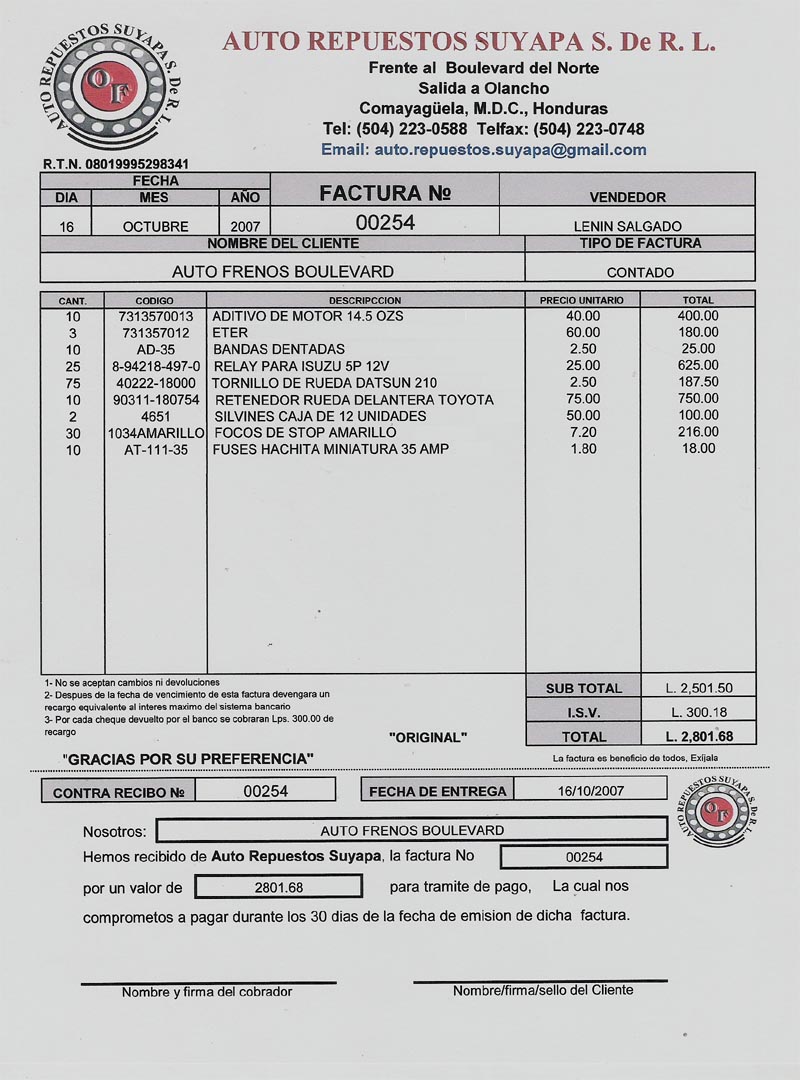 AUTO REPUESTOS SUYAPA S. De R. L.
AUTO REPUESTOS SUYAPA S. De R. L.
OF
Frente al Boulevard del Norte
Salida a Olancho
Comayagüela, M.D.C., Honduras
Tel: (504) 223-0588 Telfax: (504) 223-0748
Email: auto.repuestos.suyapa@gmail.com
R.T.N. 08019995298341
FECHA
DIA MES AÑO FACTURA № VENDEDOR
16 OCTUBRE 2007 00254 LENIN SALGADO
NOMBRE DEL CLIENTE TIPO DE FACTURA
AUTO FRENOS BOULEVARD CONTADO
CANT. CODIGO DESCRIPCCION PRECIO UNITARIO TOTAL
10 7313570013 ADITIVO DE MOTOR 14.5 OZS 40.00 400.00
3 731357012 ETER 60.00 180.00
10 AD-35 BANDAS DENTADAS 2.50 25.00
25 8-94218-497-0 RELAY PARA ISUZU 5P 12V 25.00 625.00
75 40222-18000 TORNILLO DE RUEDA DATSUN 210 2.50 187.50
10 90311-180754 RETENEDOR RUEDA DELANTERA TOYOTA 75.00 750.00
2 4651 SILVINES CAJA DE 12 UNIDADES 50.00 100.00
30 1034AMARILLO FOCOS DE STOP AMARILLO 7.20 216.00
10 AT-111-35 FUSES HACHITA MINIATURA 35 AMP 1.80 18.00
1- No se aceptan cambios ni devoluciones
2- Despues de la fecha de vencimiento de esta factura devengara un
recargo equivalente al interes maximo del sistema bancario
3- Por cada cheque devuelto por el banco se cobraran Lps. 300.00 de
recargo
SUB TOTAL L. 2,501.50
I.S.V. L. 300.18
"ORIGINAL" TOTAL L. 2,801.68
"GRACIAS POR SU PREFERENCIA" La factura es beneficio de todos, Exíjala
CONTRA RECIBO № 00254 FECHA DE ENTREGA 16/10/2007
AUTO REPUESTOS SUYAPA S. De R. L.
OF
Nosotros: AUTO FRENOS BOULEVARD
Hemos recibido de Auto Repuestos Suyapa, la factura No 00254
por un valor de 2801.68 para tramite de pago, La cual nos
comprometos a pagar durante los 30 dias de la fecha de emision de dicha factura.
Nombre y firma del cobrador Nombre/firma/sello del Cliente